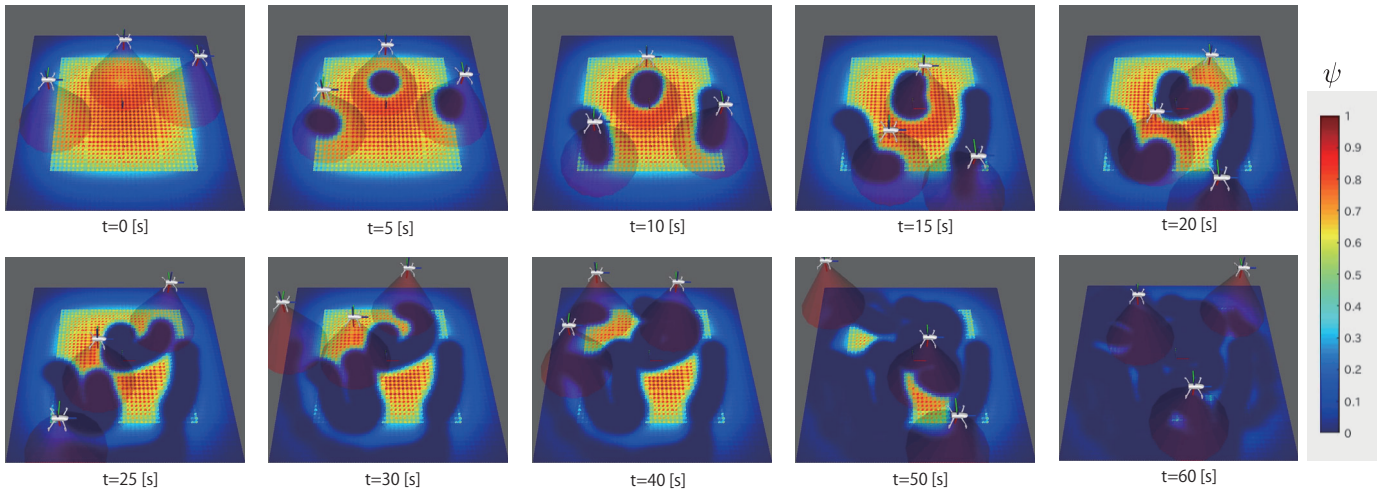 t=0 [s]
t=5 [s]
t=10 [s]
t=15 [s]
t=20 [s]
t=25 [s]
t=30 [s]
t=40 [s]
t=50 [s]
t=60 [s]
ψ
1
0.9
0.8
0.7
0.6
0.5
0.4
0.3
0.2
0.1
0